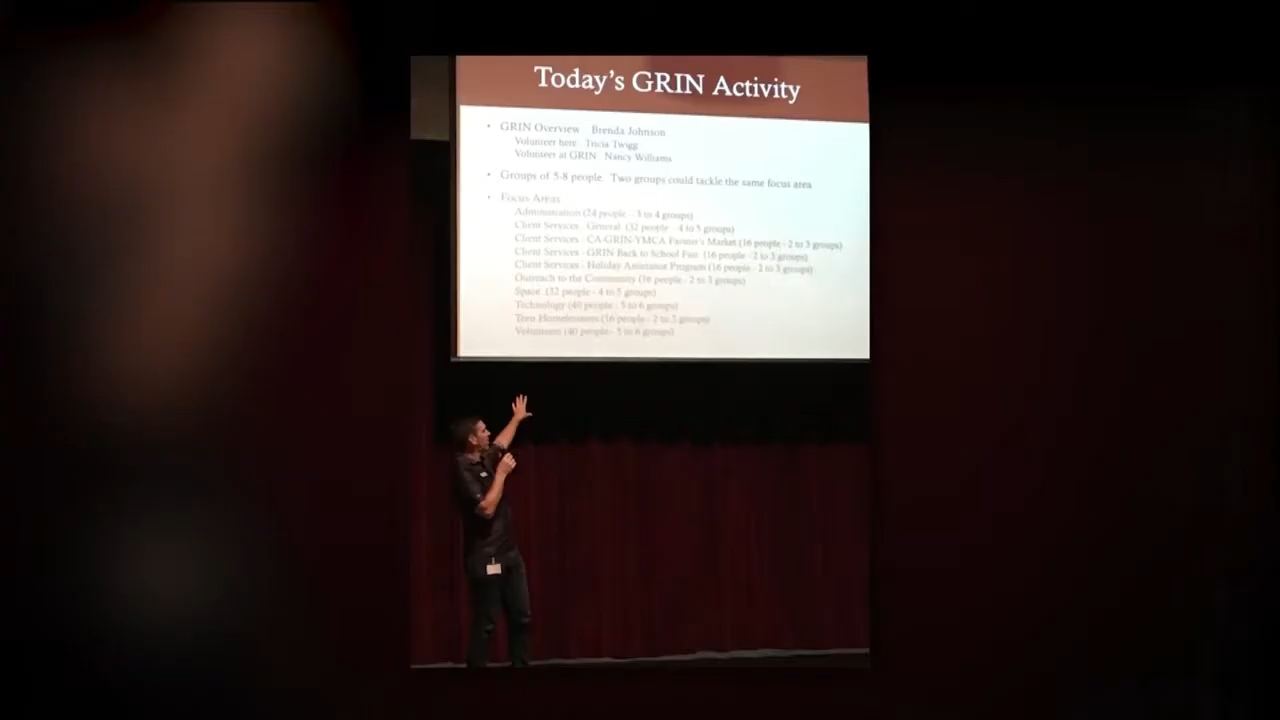 Today's GRIN Activity
• GRIN Overview Brenda Johnson
Volunteer here Tricia Twigg
Volunteer at GRIN Nancy Williams
• Groups of 5-8 people. Two groups could tackle the same focus area
• Focus Areas
Administration (24 people - 3 to 4 groups)
Client Services - General (32 people - 4 to 5 groups)
Client Services - CA-GRIN-YMCA Farmer's Market (16 people - 2 to 3 groups)
Client Services - GRIN Back to School Fair (16 people - 2 to 3 groups)
Client Services - Holiday Assistance Program (16 people - 2 to 3 groups)
Outreach to the Community (16 people - 2 to 3 groups)
Space (32 people - 4 to 5 groups)
Technology (40 people - 5 to 6 groups)
Teen Homelessness (16 people - 2 to 3 groups)
Volunteers (40 people - 5 to 6 groups)